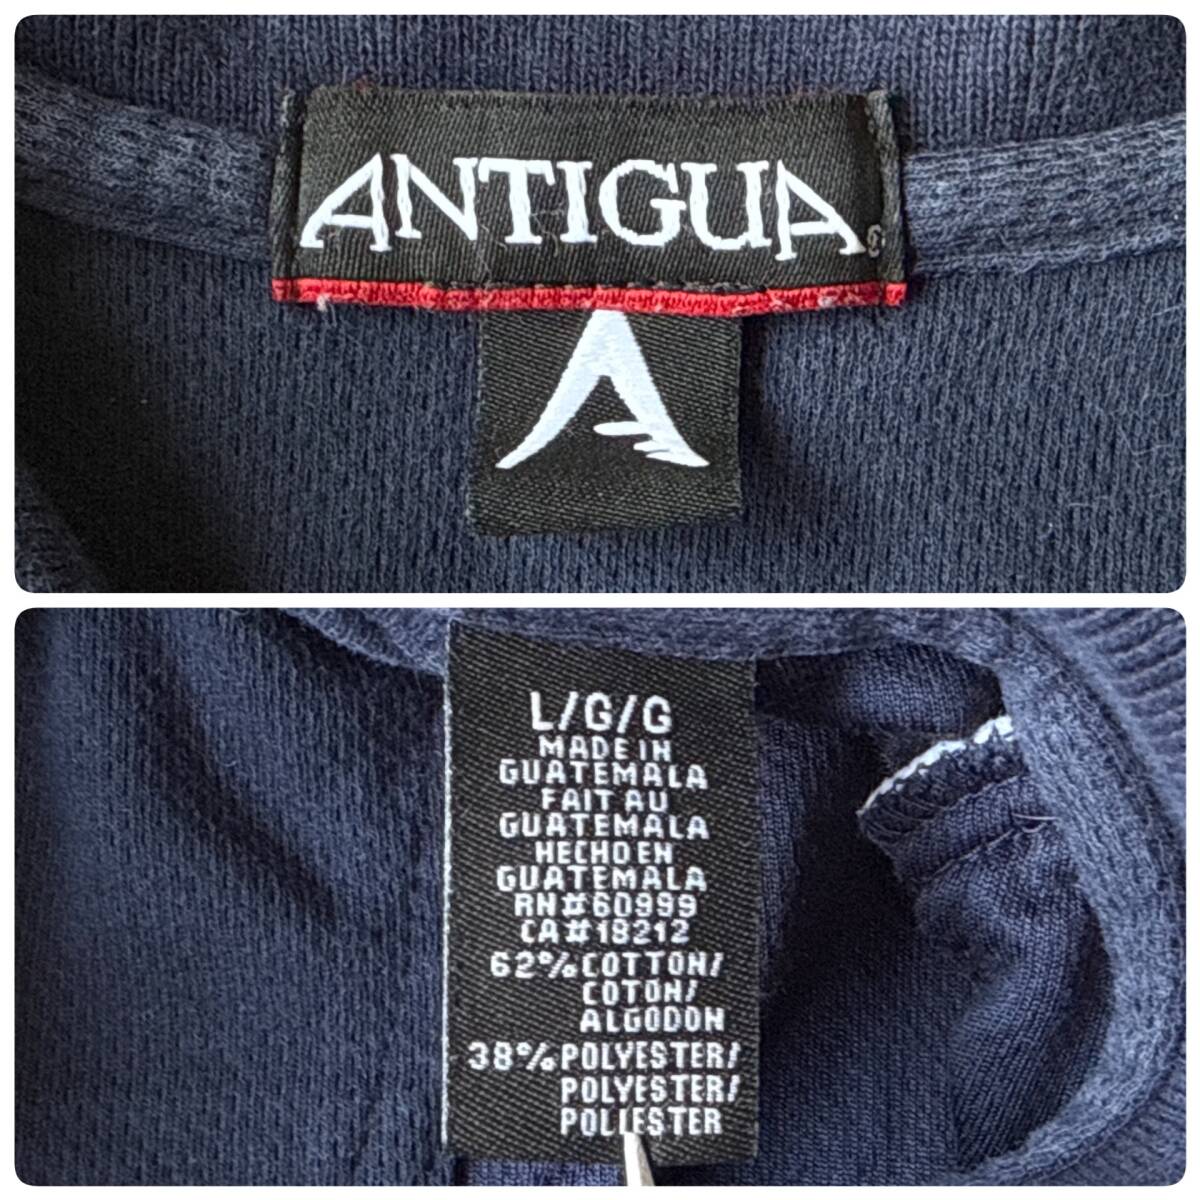 ANTIGUA
L/G/G
MADE IN
GUATEMALA
FAIT AU
GUATEMALA
HECHO EN
GUATEMALA
RN#60999
CA#18212
62%COTTON/
COTON/
ALGODON
38%POLYESTER/
POLYESTER/
POLIESTER